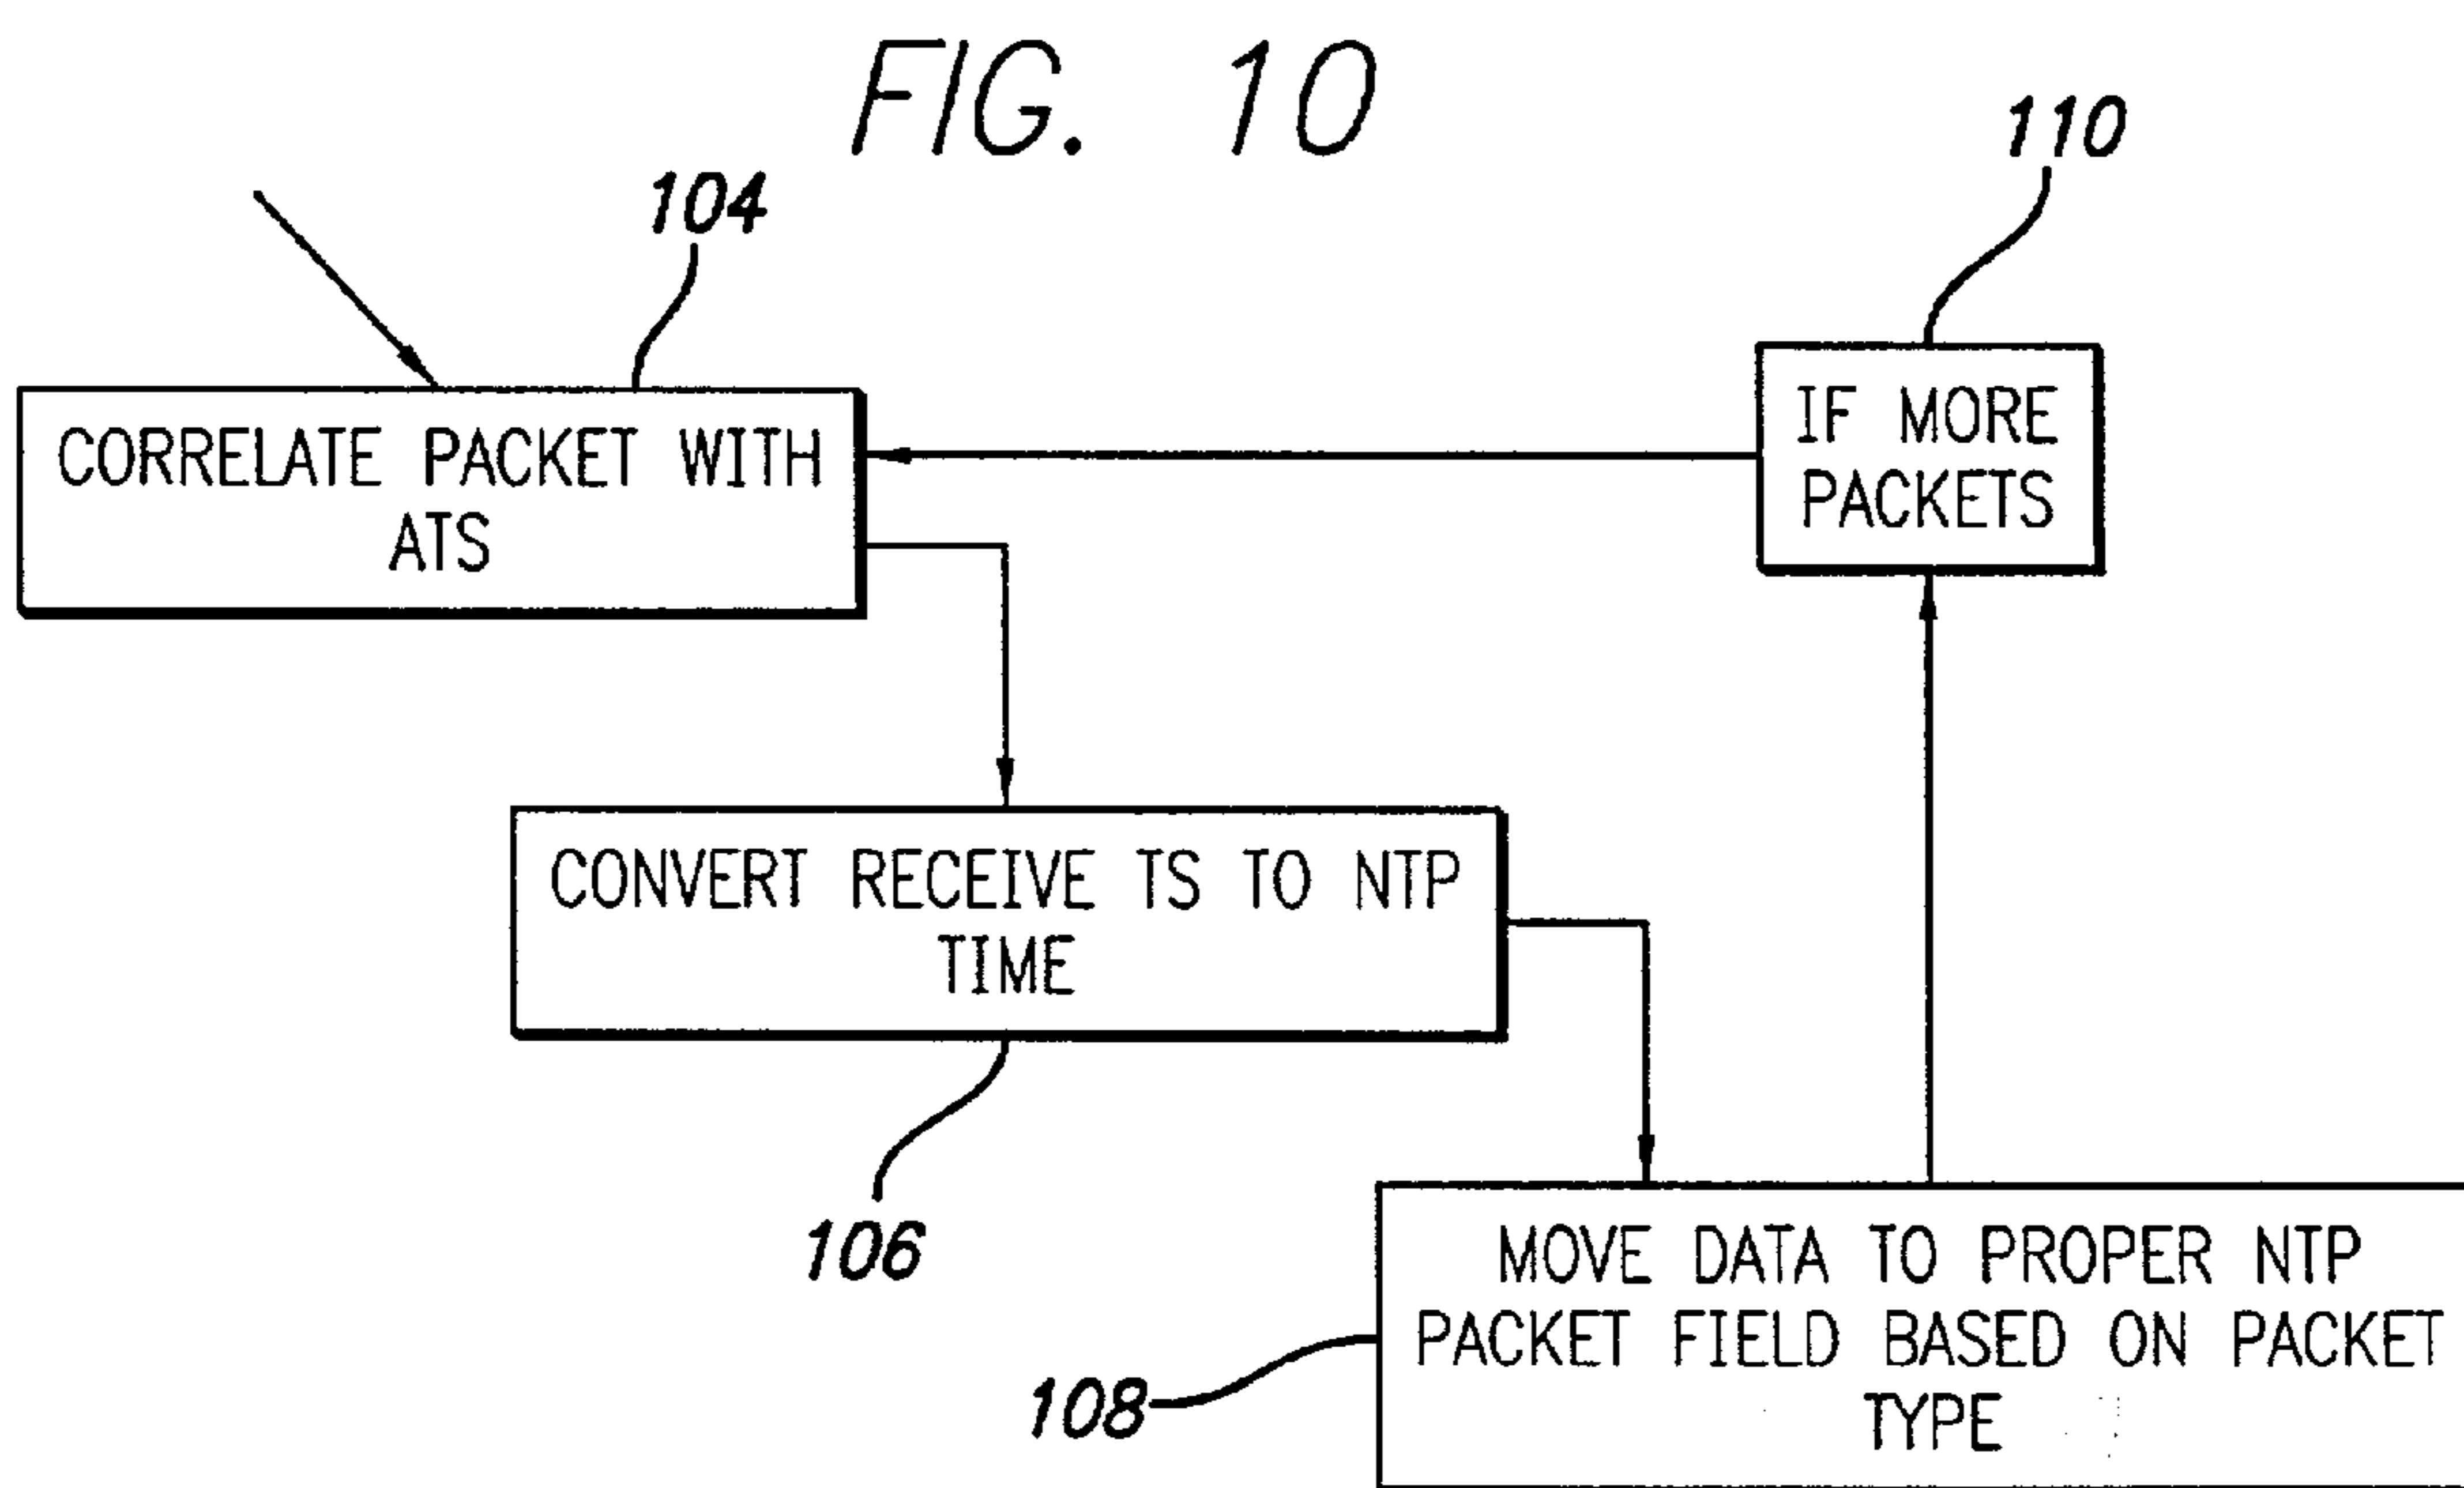 FIG. 10
104
110
CORRELATE PACKET WITH
ATS
IF MORE
PACKETS
CONVERT RECEIVE TS TO NTP
TIME
106
MOVE DATA TO PROPER NTP
PACKET FIELD BASED ON PACKET
TYPE
108